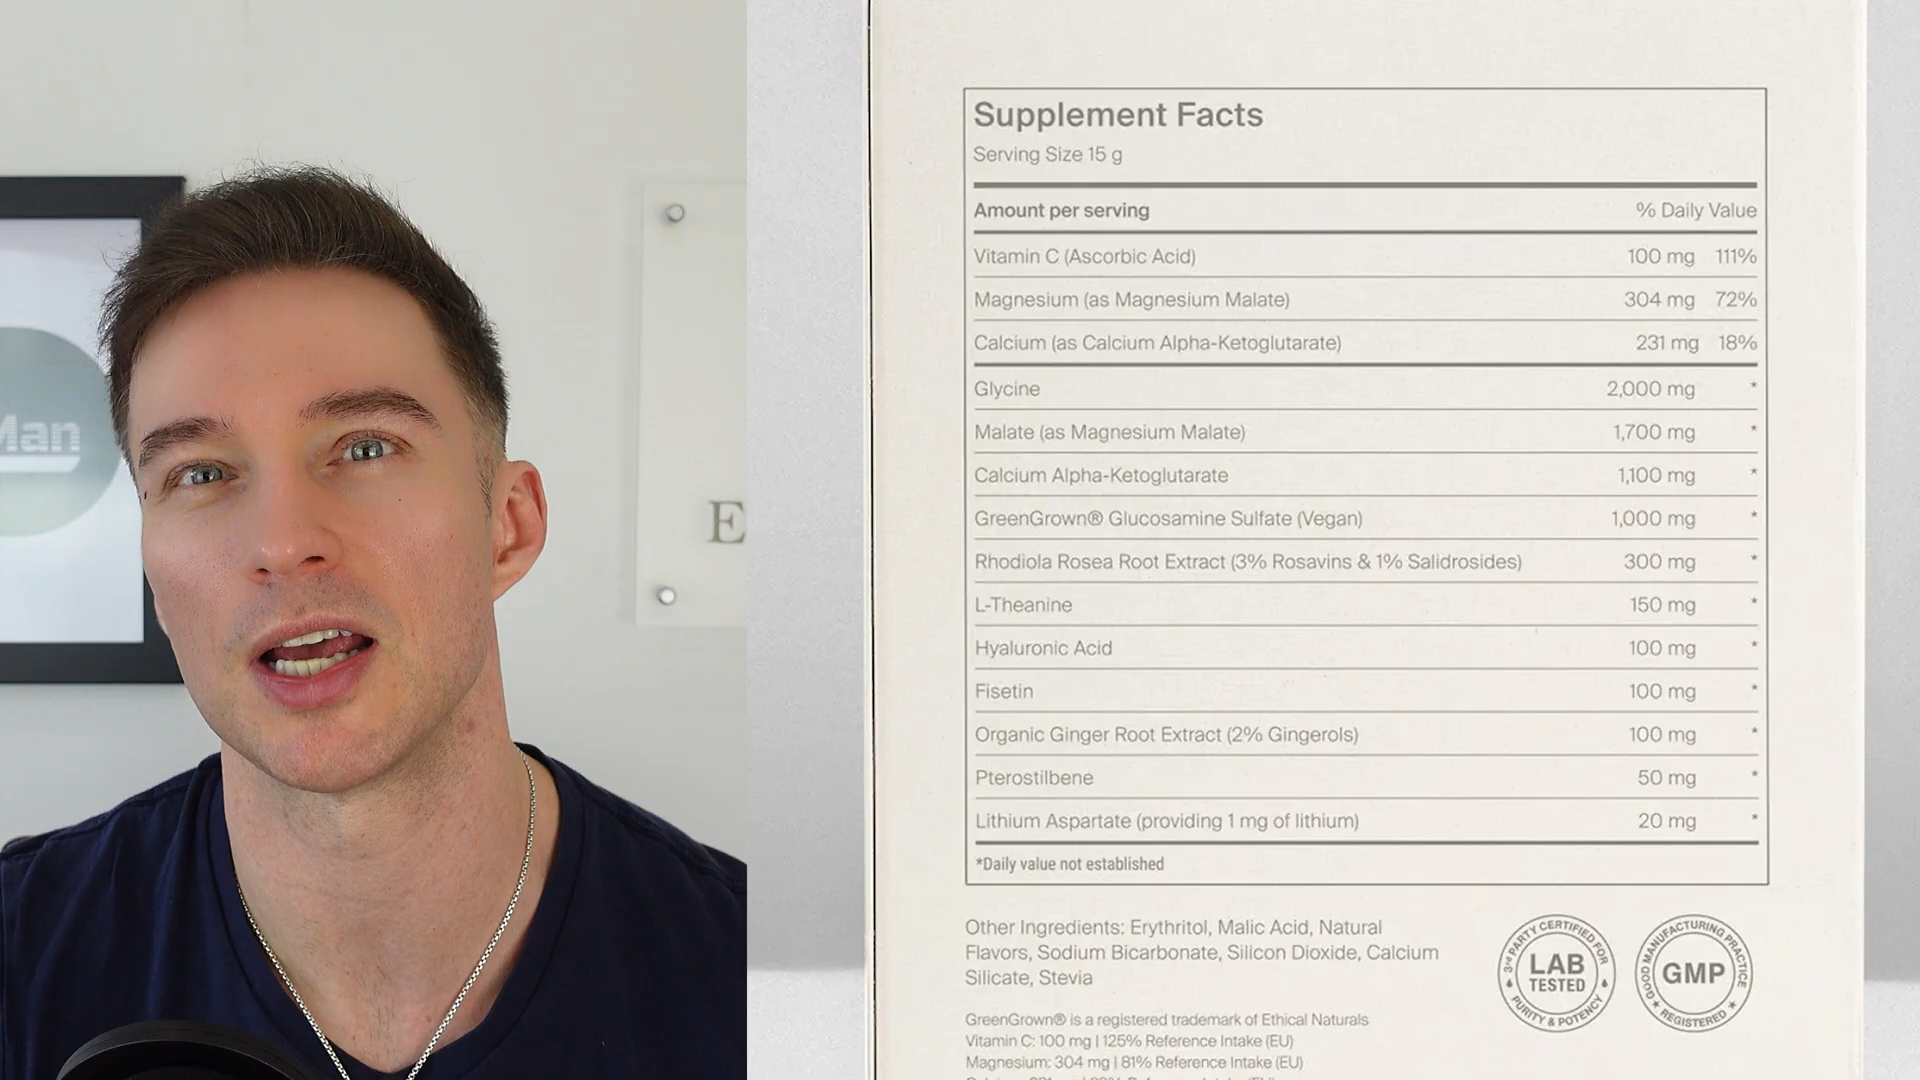 Man
E
Supplement Facts
Serving Size 15 g
Amount per serving % Daily Value
Vitamin C (Ascorbic Acid) 100 mg 111%
Magnesium (as Magnesium Malate) 304 mg 72%
Calcium (as Calcium Alpha-Ketoglutarate) 231 mg 18%
Glycine 2,000 mg *
Malate (as Magnesium Malate) 1,700 mg *
Calcium Alpha-Ketoglutarate 1,100 mg *
GreenGrown® Glucosamine Sulfate (Vegan) 1,000 mg *
Rhodiola Rosea Root Extract (3% Rosavins & 1% Salidrosides) 300 mg *
L-Theanine 150 mg *
Hyaluronic Acid 100 mg *
Fisetin 100 mg *
Organic Ginger Root Extract (2% Gingerols) 100 mg *
Pterostilbene 50 mg *
Lithium Aspartate (providing 1 mg of lithium) 20 mg *
*Daily value not established
Other Ingredients: Erythritol, Malic Acid, Natural
Flavors, Sodium Bicarbonate, Silicon Dioxide, Calcium
Silicate, Stevia
3rd PARTY CERTIFIED FOR
LAB
TESTED
PURITY & POTENCY
GOOD MANUFACTURING PRACTICE
GMP
REGISTERED
GreenGrown® is a registered trademark of Ethical Naturals
Vitamin C: 100 mg | 125% Reference Intake (EU)
Magnesium: 304 mg | 81% Reference Intake (EU)